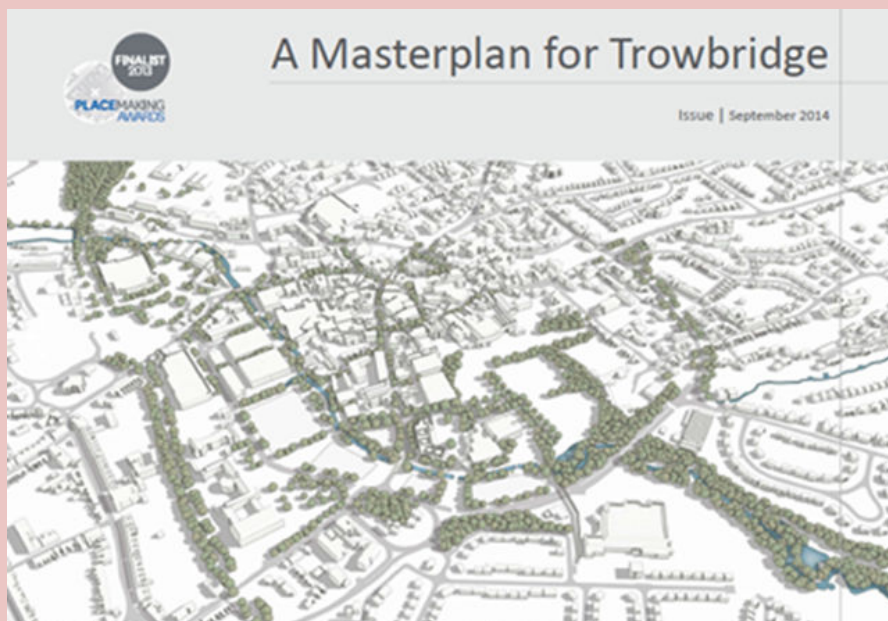 A Masterplan for Trowbridge
FINALIST
2013
PLACEMAKING
AWARDS
Issue | September 2014